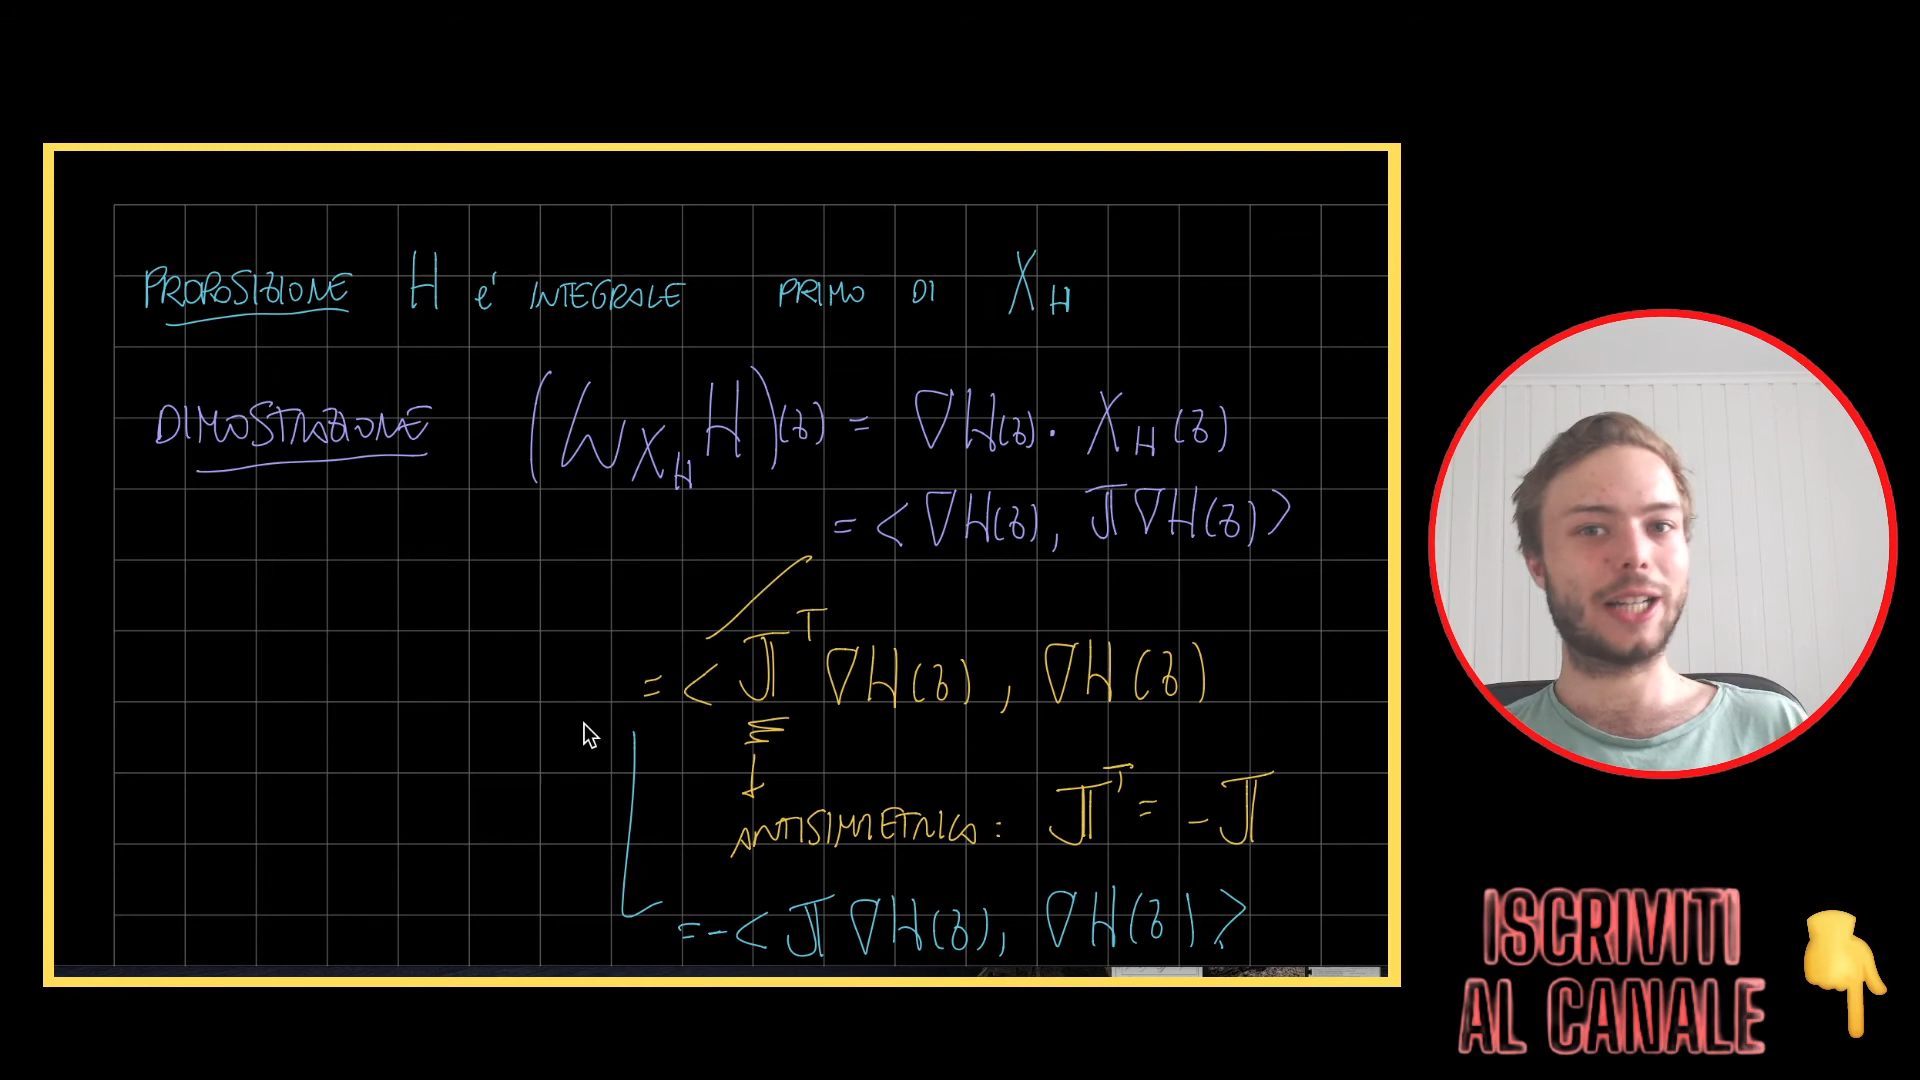 PROPOSIZIONE H e' INTEGRALE PRIMO DI X_H
DIMOSTRAZIONE (L_{X_H} H)(z) = ∇H(z) · X_H(z)
= <∇H(z), 𝕁∇H(z)>
= <𝕁^T ∇H(z), ∇H(z)
ANTISIMMETRICA: 𝕁^T = -𝕁
= -<𝕁∇H(z), ∇H(z)>
ISCRIVITI
AL CANALE